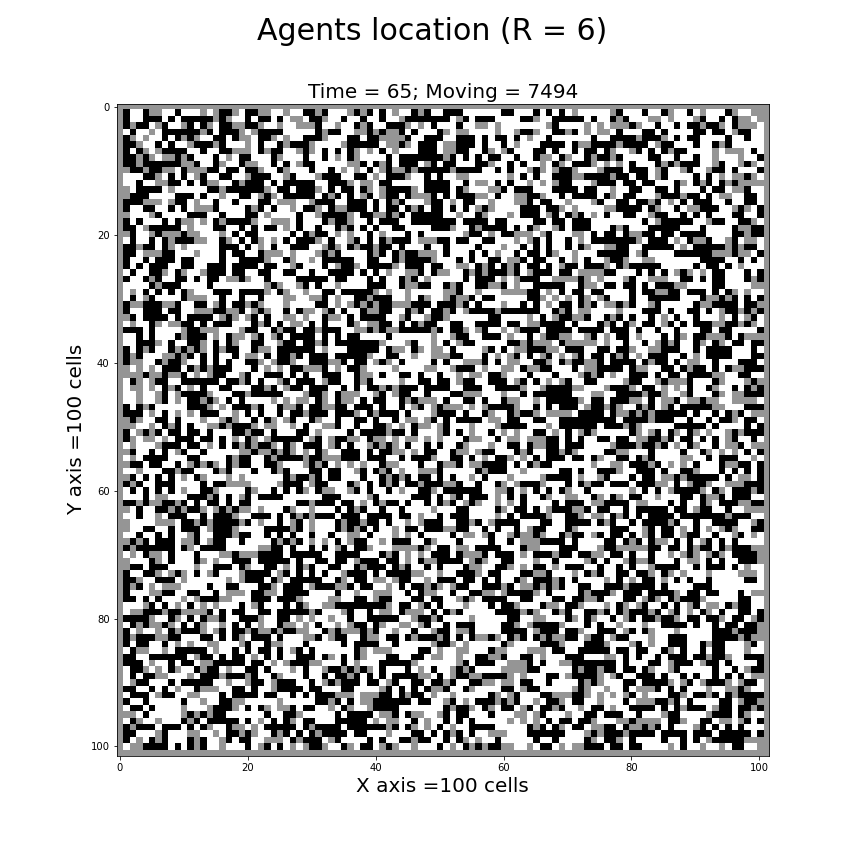 Agents location (R = 6)
Time = 65; Moving = 7494
0
20
40
60
80
100
Y axis =100 cells
0 20 40 60 80 100
X axis =100 cells